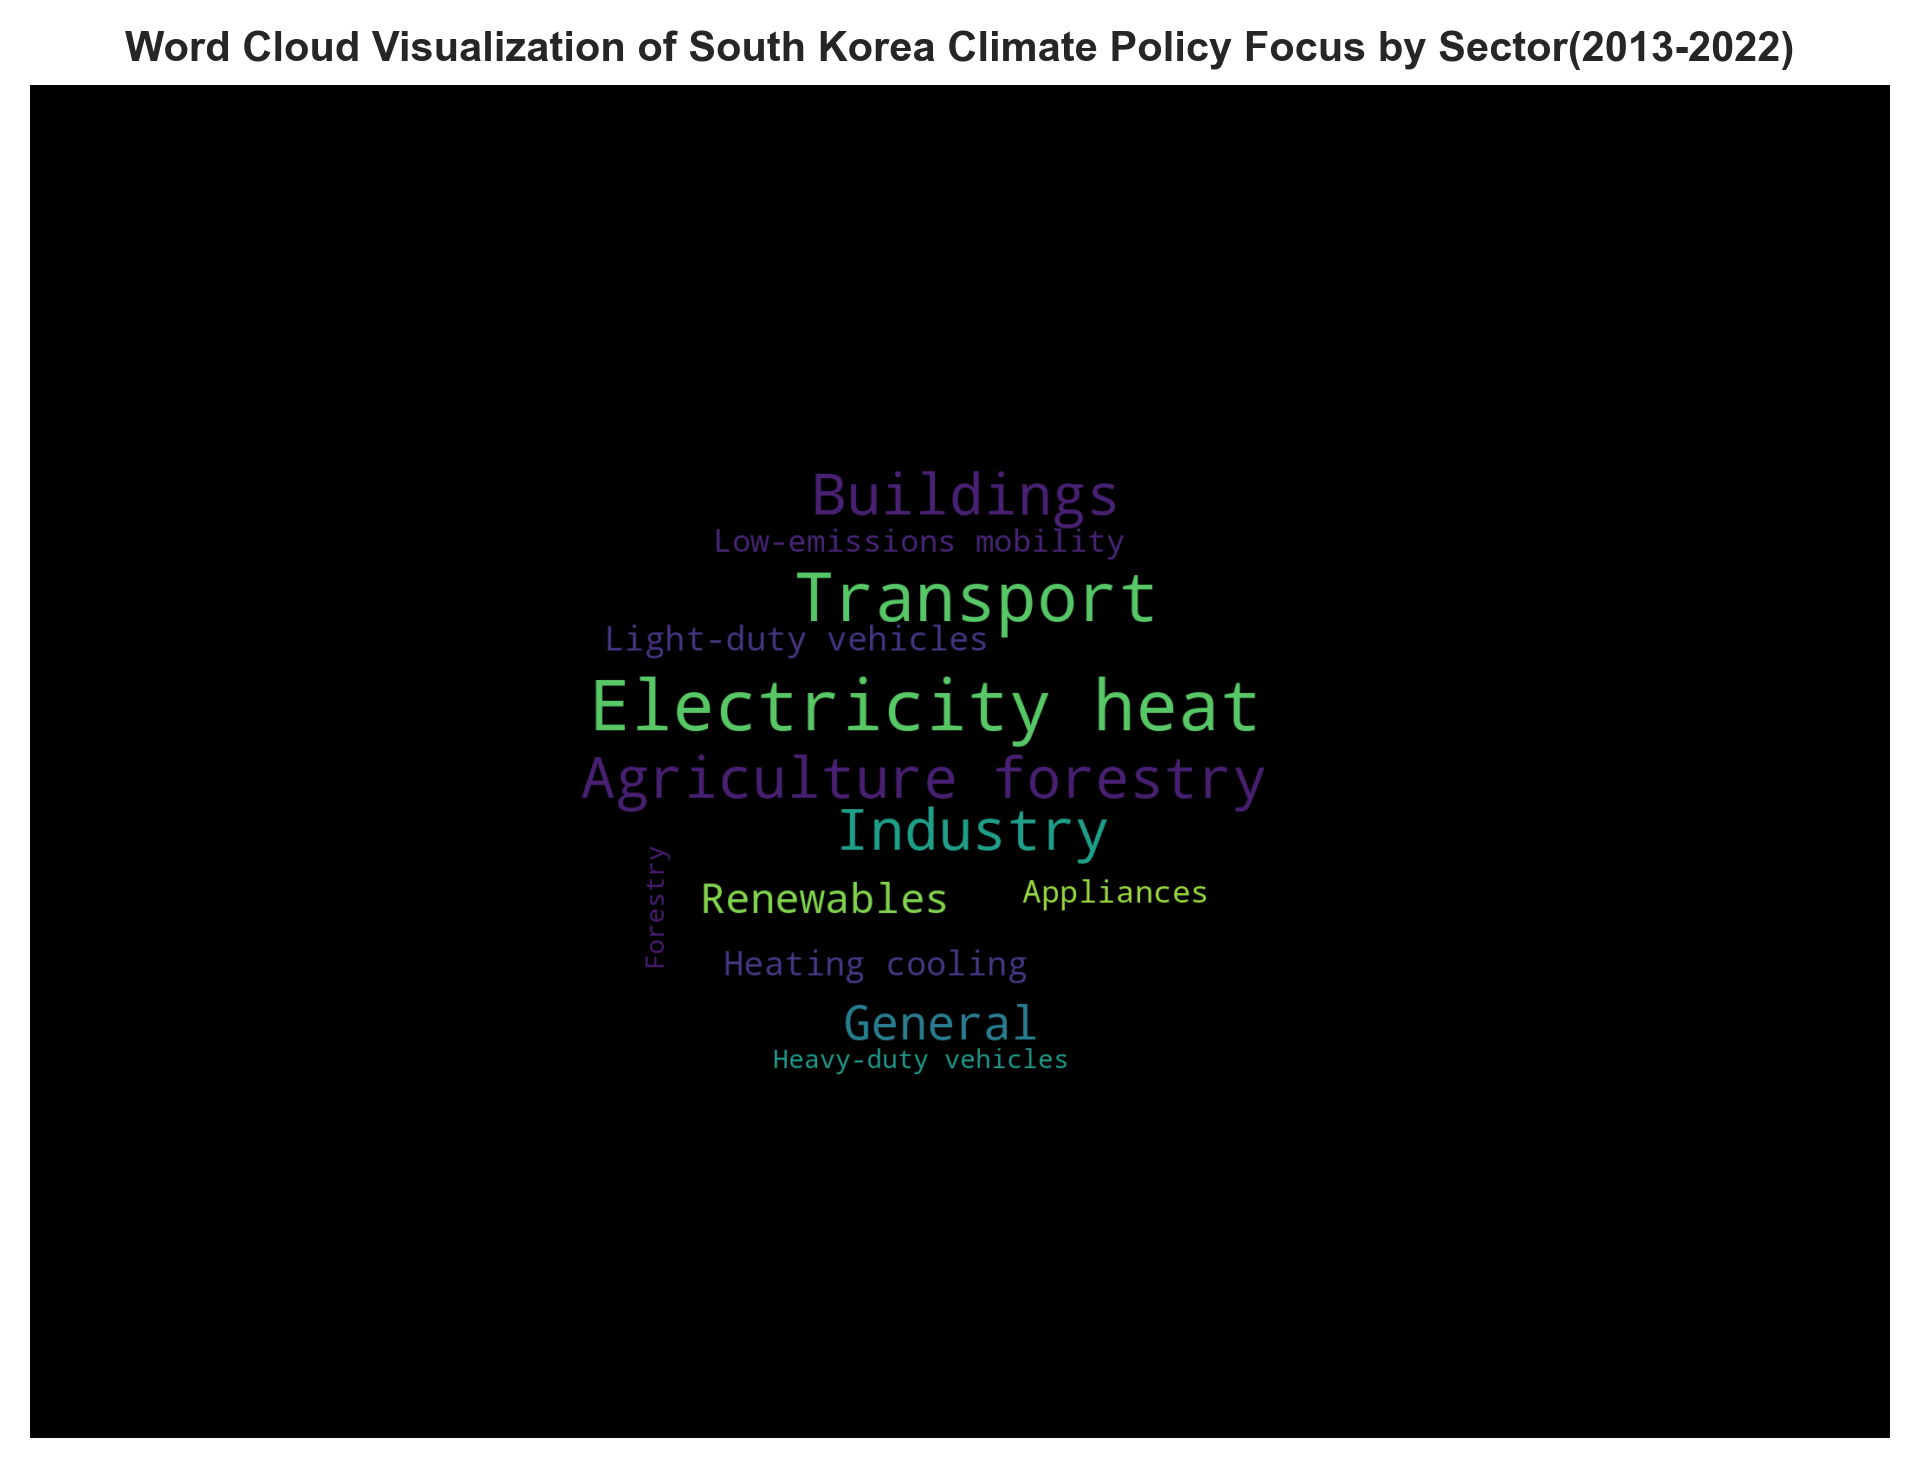 Word Cloud Visualization of South Korea Climate Policy Focus by Sector(2013-2022)
Buildings
Low-emissions mobility
Transport
Light-duty vehicles
Electricity heat
Agriculture forestry
Industry
Forestry
Renewables
Appliances
Heating cooling
General
Heavy-duty vehicles